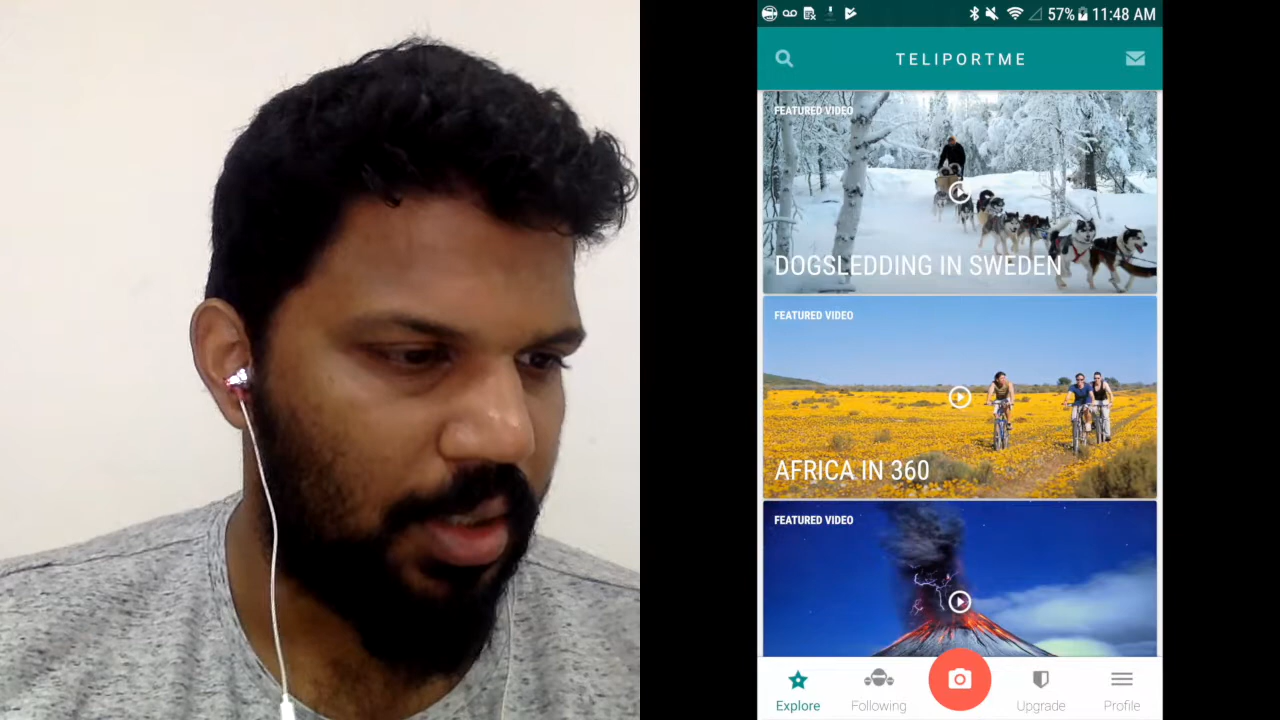 57% 11:48 AM
TELIPORTME
FEATURED VIDEO
DOGSLEDDING IN SWEDEN
FEATURED VIDEO
AFRICA IN 360
FEATURED VIDEO
Explore Following Upgrade Profile